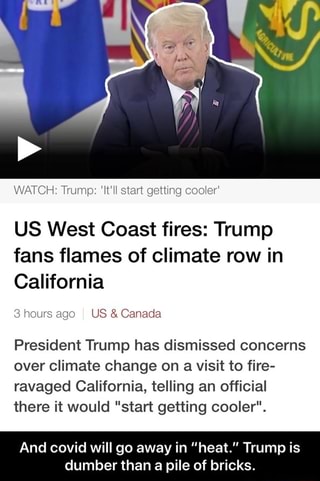 WATCH: Trump: 'It'll start getting cooler'
US West Coast fires: Trump
fans flames of climate row in
California
3 hours ago | US & Canada
President Trump has dismissed concerns
over climate change on a visit to fire-
ravaged California, telling an official
there it would "start getting cooler".
And covid will go away in “heat.” Trump is
dumber than a pile of bricks.